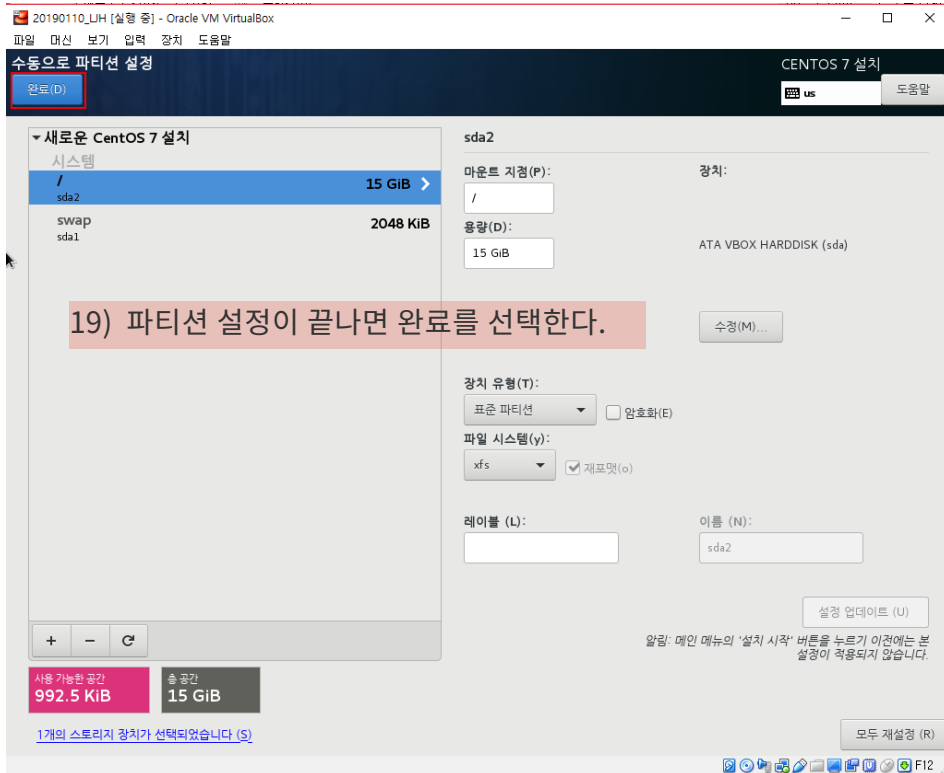 20190110_LJH [실행 중] - Oracle VM VirtualBox
파일 머신 보기 입력 장치 도움말
수동으로 파티션 설정
CENTOS 7 설치
완료(D)
us
도움말
새로운 CentOS 7 설치
시스템
/
15 GiB
sda2
swap
2048 KiB
sda1
sda2
마운트 지점(P):
/
장치:
용량(D):
15 GiB
ATA VBOX HARDDISK (sda)
19) 파티션 설정이 끝나면 완료를 선택한다.
수정(M)...
장치 유형(T):
표준 파티션
암호화(E)
파일 시스템(y):
xfs
재포맷(o)
레이블 (L):
이름 (N):
sda2
설정 업데이트 (U)
알림: 메인 메뉴의 '설치 시작' 버튼을 누르기 이전에는 본
설정이 적용되지 않습니다.
+ -
사용 가능한 공간
992.5 KiB
총 공간
15 GiB
1개의 스토리지 장치가 선택되었습니다 (S)
모두 재설정 (R)
F12